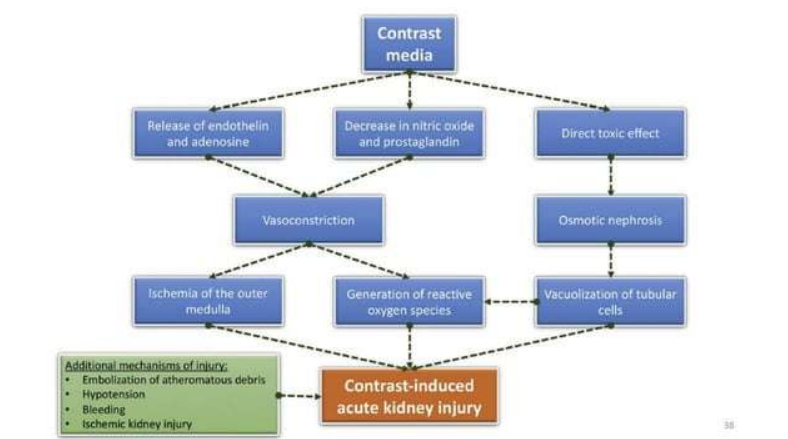 Contrast
media
Release of endothelin
and adenosine
Decrease in nitric oxide
and prostaglandin
Direct toxic effect
Vasoconstriction
Osmotic nephrosis
Ischemia of the outer
medulla
Generation of reactive
oxygen species
Vacuolization of tubular
cells
Additional mechanisms of injury:
• Embolization of atheromatous debris
• Hypotension
• Bleeding
• Ischemic kidney injury
Contrast-induced
acute kidney injury
38